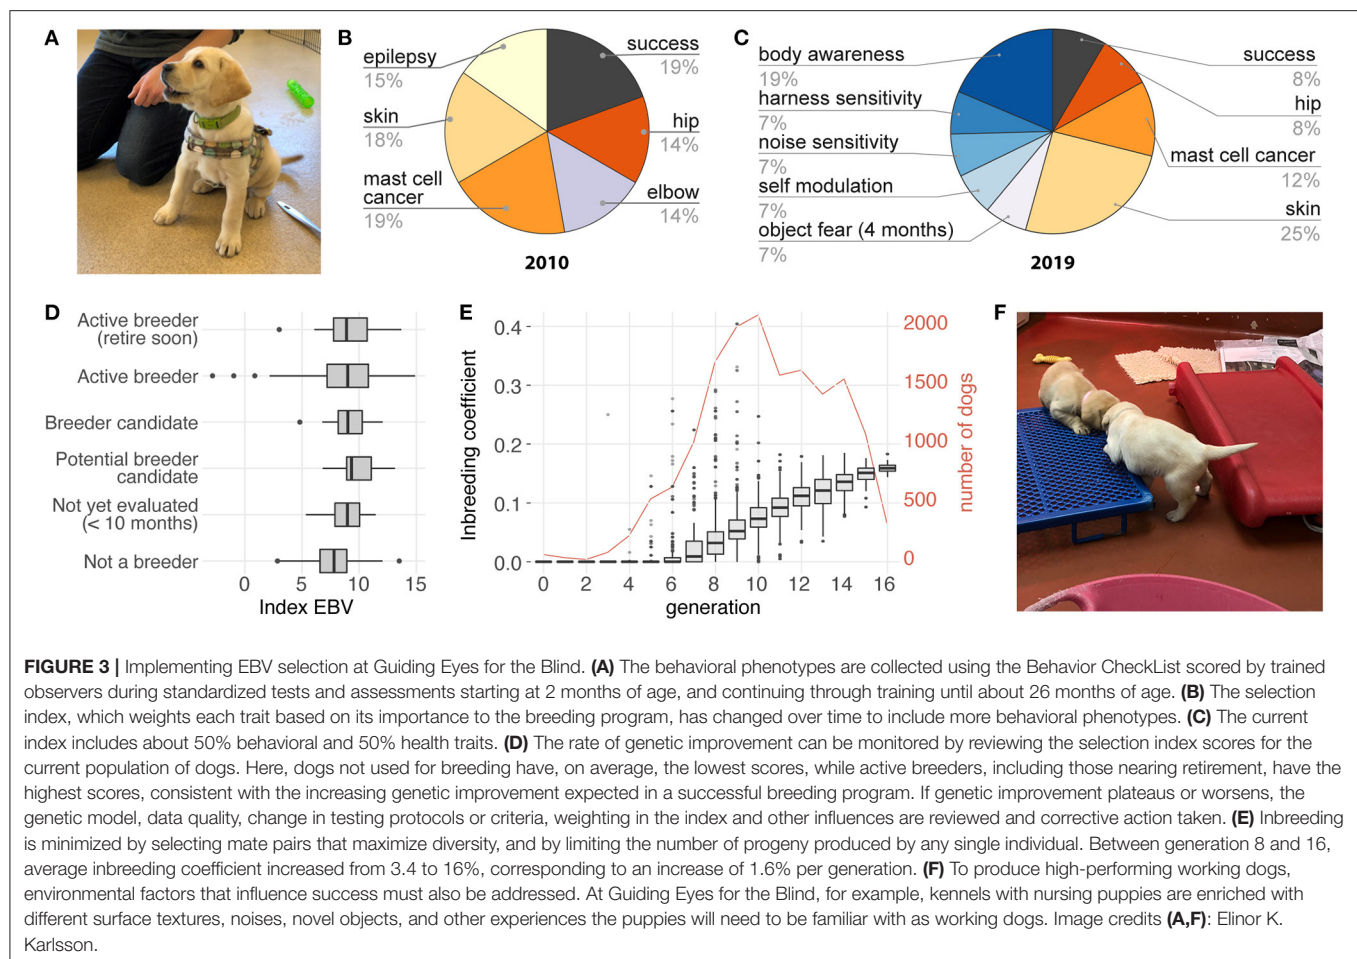 A
B
epilepsy
15%
skin
18%
mast cell
cancer
19%
success
19%
hip
14%
elbow
14%
2010
C
body awareness
19%
harness sensitivity
7%
noise sensitivity
7%
self modulation
7%
object fear (4 months)
7%
success
8%
hip
8%
mast cell cancer
12%
skin
25%
2019
D
Active breeder
(retire soon)
Active breeder
Breeder candidate
Potential breeder
candidate
Not yet evaluated
(< 10 months)
Not a breeder
0 5 10 15
Index EBV
E
Inbreeding coefficient
0.4
0.3
0.2
0.1
0.0
0 2 4 6 8 10 12 14 16
generation
2000
1500
1000
500
0
number of dogs
F
FIGURE 3 | Implementing EBV selection at Guiding Eyes for the Blind. (A) The behavioral phenotypes are collected using the Behavior CheckList scored by trained
observers during standardized tests and assessments starting at 2 months of age, and continuing through training until about 26 months of age. (B) The selection
index, which weights each trait based on its importance to the breeding program, has changed over time to include more behavioral phenotypes. (C) The current
index includes about 50% behavioral and 50% health traits. (D) The rate of genetic improvement can be monitored by reviewing the selection index scores for the
current population of dogs. Here, dogs not used for breeding have, on average, the lowest scores, while active breeders, including those nearing retirement, have the
highest scores, consistent with the increasing genetic improvement expected in a successful breeding program. If genetic improvement plateaus or worsens, the
genetic model, data quality, change in testing protocols or criteria, weighting in the index and other influences are reviewed and corrective action taken. (E) Inbreeding
is minimized by selecting mate pairs that maximize diversity, and by limiting the number of progeny produced by any single individual. Between generation 8 and 16,
average inbreeding coefficient increased from 3.4 to 16%, corresponding to an increase of 1.6% per generation. (F) To produce high-performing working dogs,
environmental factors that influence success must also be addressed. At Guiding Eyes for the Blind, for example, kennels with nursing puppies are enriched with
different surface textures, noises, novel objects, and other experiences the puppies will need to be familiar with as working dogs. Image credits (A,F): Elinor K.
Karlsson.